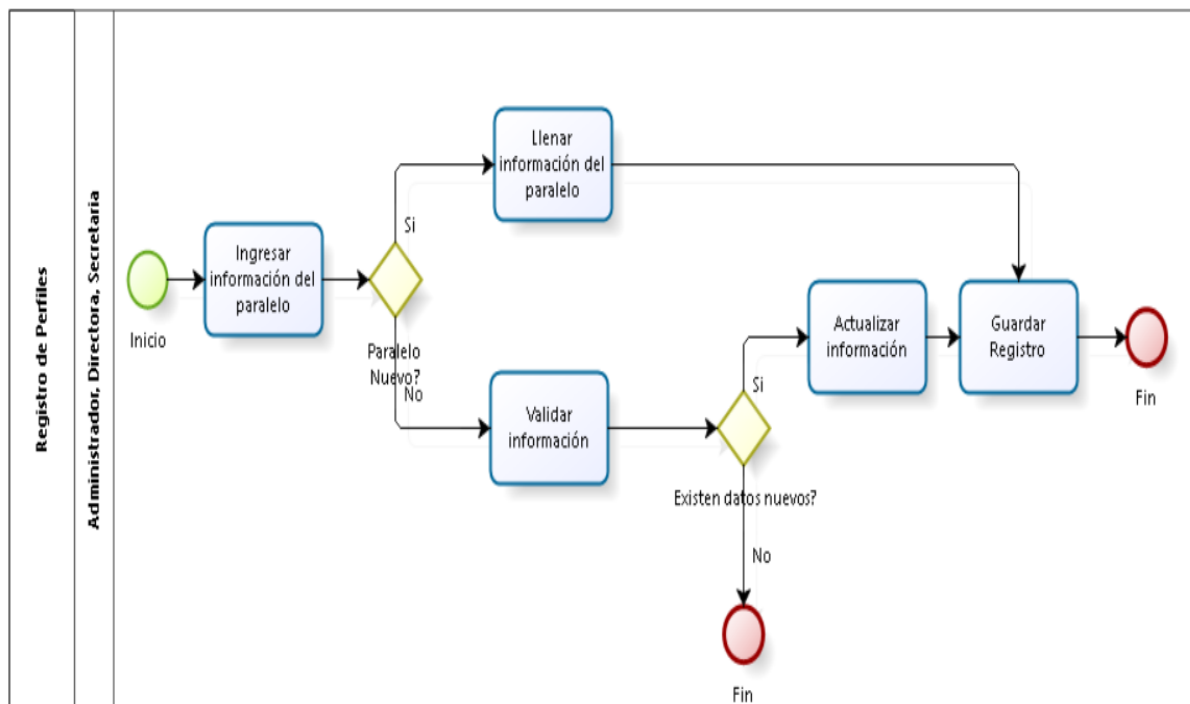 Registro de Perfiles
Administrador, Directora, Secretaria
Inicio
Ingresar
información del
paralelo
Paralelo
Nuevo?
Si
Llenar
información del
paralelo
No
Validar
información
Existen datos nuevos?
Si
Actualizar
información
Guardar
Registro
Fin
No
Fin